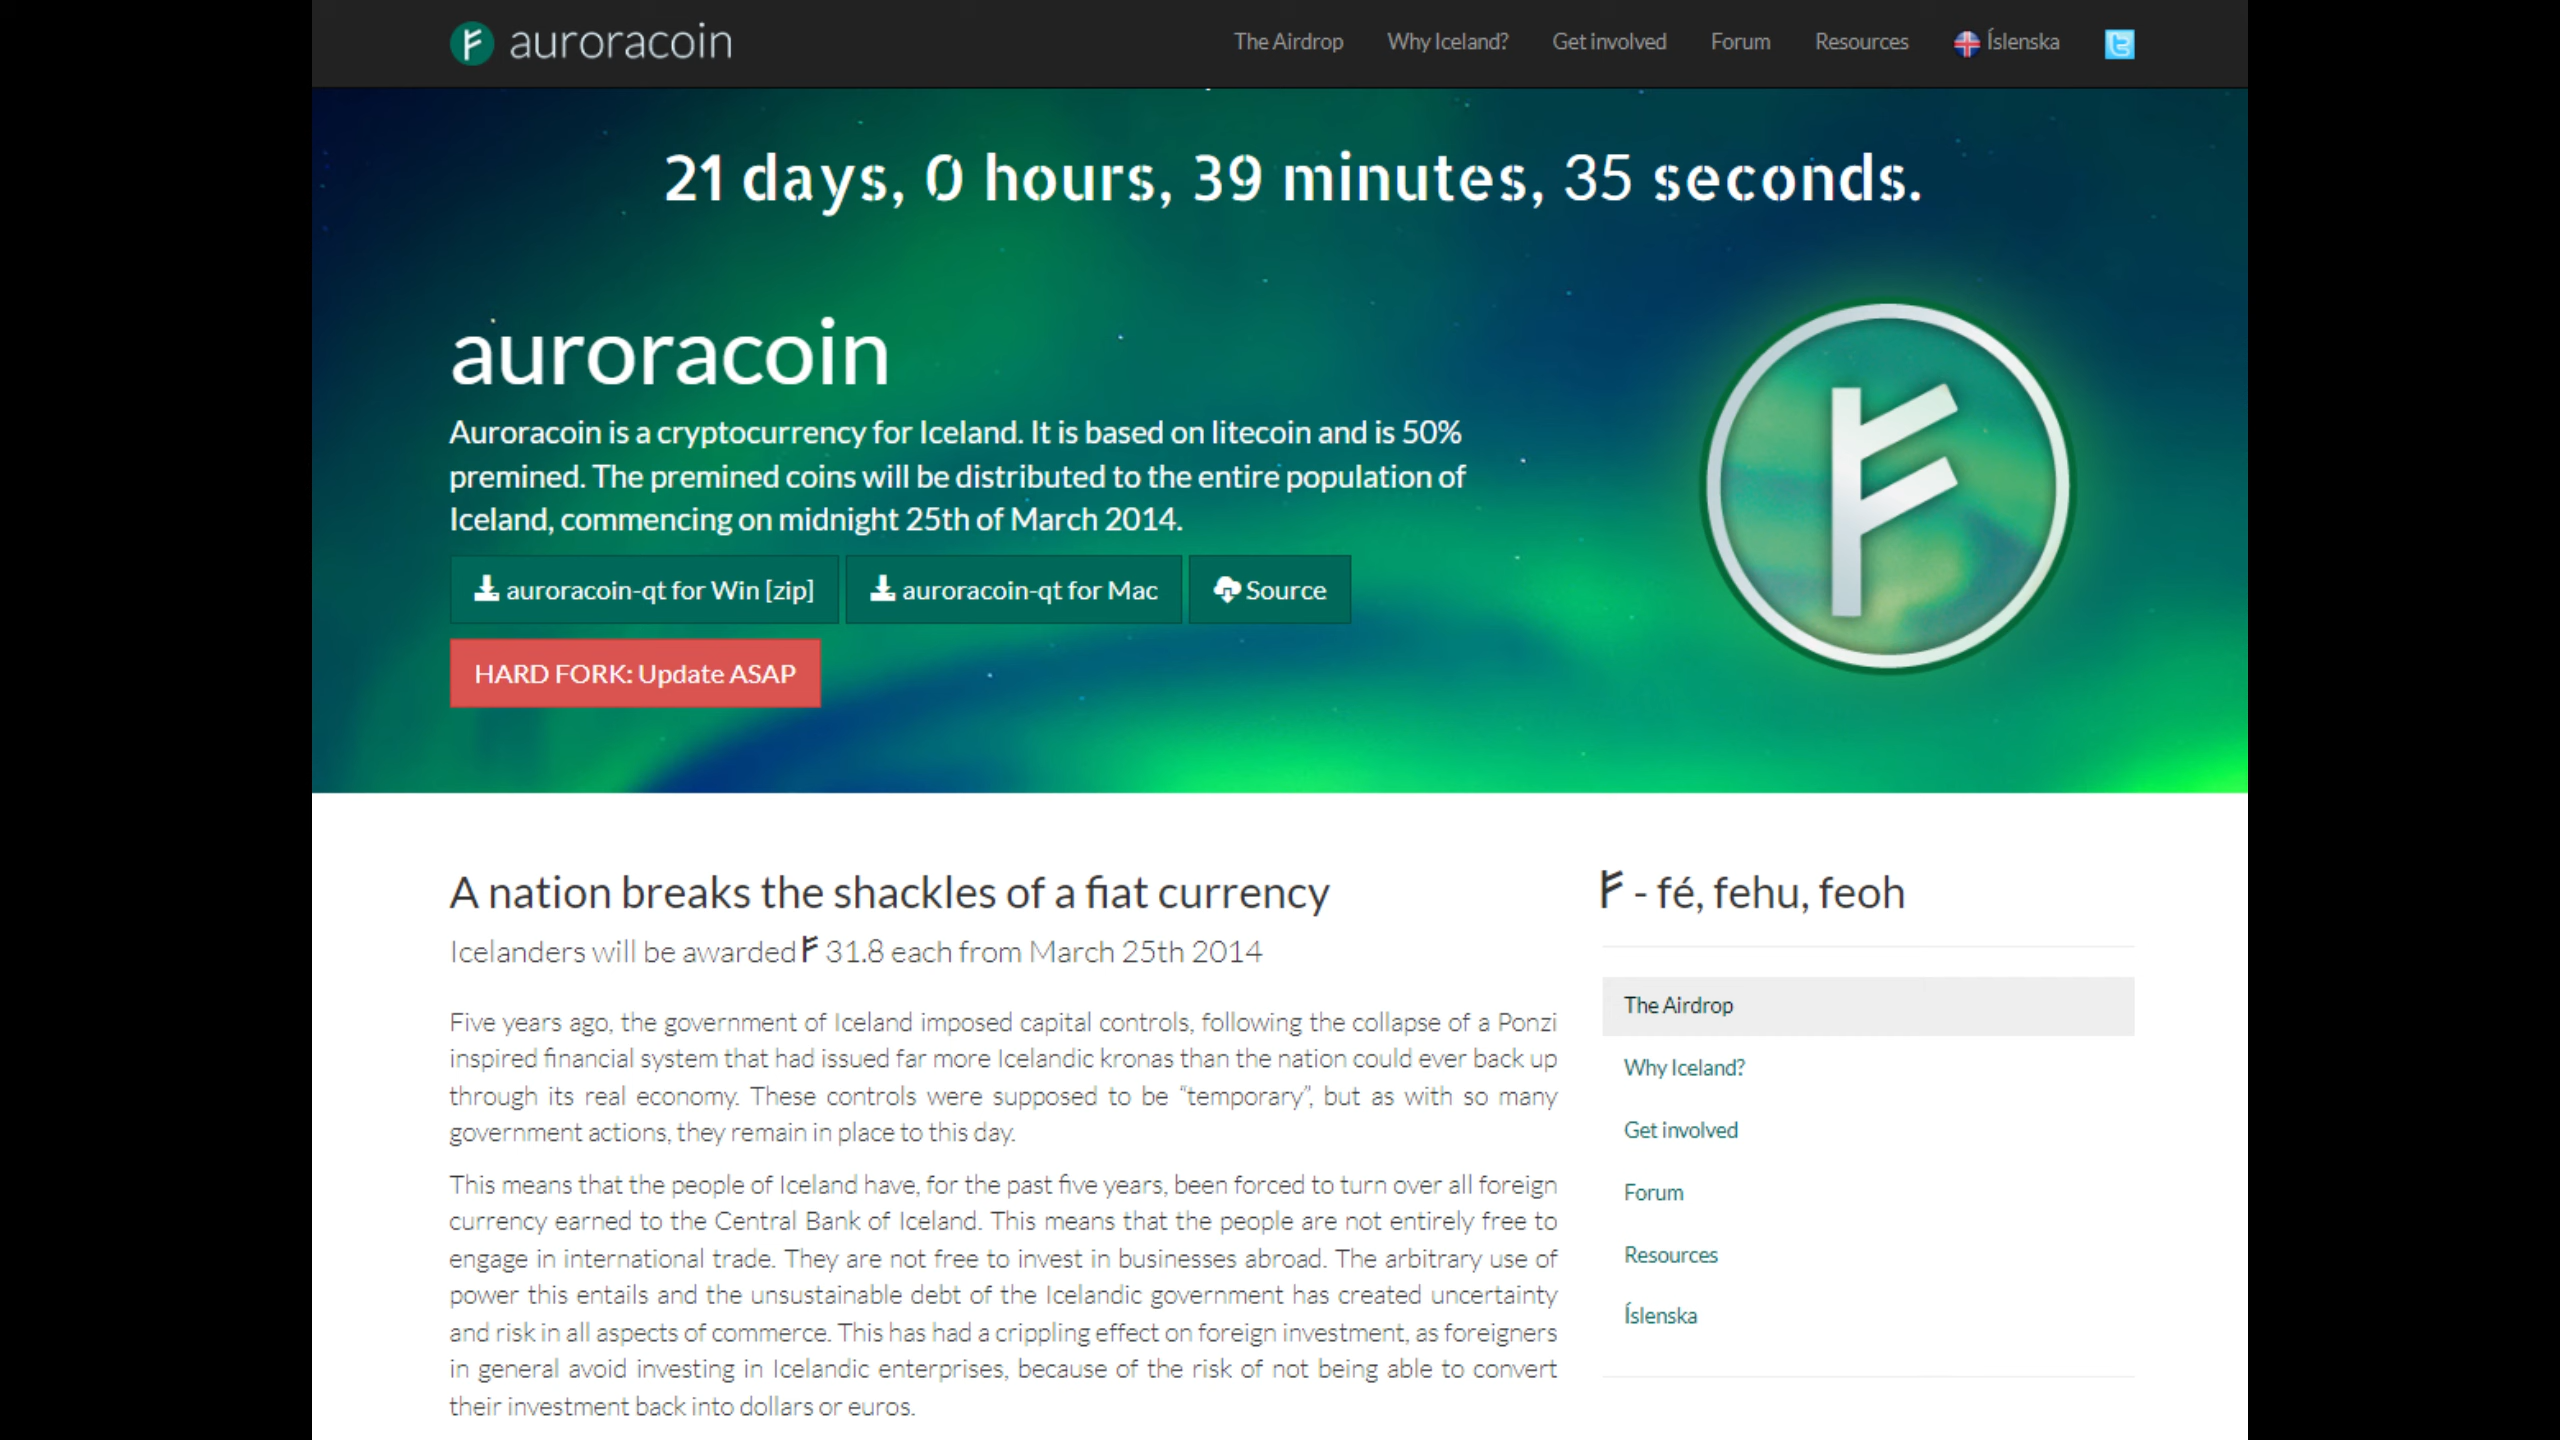 auroracoin
The Airdrop Why Iceland? Get involved Forum Resources Íslenska
21 days, 0 hours, 39 minutes, 35 seconds.
auroracoin
Auroracoin is a cryptocurrency for Iceland. It is based on litecoin and is 50%
premined. The premined coins will be distributed to the entire population of
Iceland, commencing on midnight 25th of March 2014.
auroracoin-qt for Win [zip] auroracoin-qt for Mac Source
HARD FORK: Update ASAP
A nation breaks the shackles of a fiat currency
Icelanders will be awarded ᚠ 31.8 each from March 25th 2014
Five years ago, the government of Iceland imposed capital controls, following the collapse of a Ponzi
inspired financial system that had issued far more Icelandic kronas than the nation could ever back up
through its real economy. These controls were supposed to be “temporary”, but as with so many
government actions, they remain in place to this day.
This means that the people of Iceland have, for the past five years, been forced to turn over all foreign
currency earned to the Central Bank of Iceland. This means that the people are not entirely free to
engage in international trade. They are not free to invest in businesses abroad. The arbitrary use of
power this entails and the unsustainable debt of the Icelandic government has created uncertainty
and risk in all aspects of commerce. This has had a crippling effect on foreign investment, as foreigners
in general avoid investing in Icelandic enterprises, because of the risk of not being able to convert
their investment back into dollars or euros.
ᚠ - fé, fehu, feoh
The Airdrop
Why Iceland?
Get involved
Forum
Resources
Íslenska